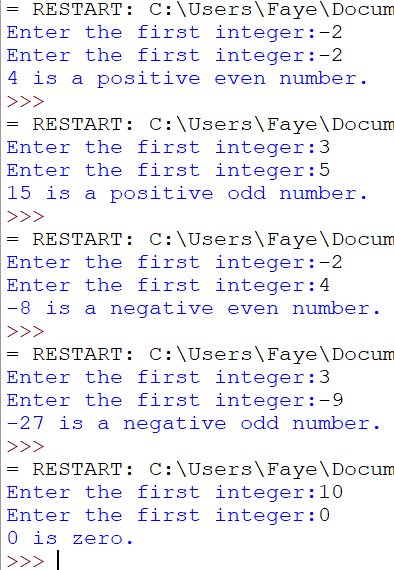 = RESTART: C:\Users\Faye\Docum
Enter the first integer:-2
Enter the first integer:-2
4 is a positive even number.
>>>
= RESTART: C:\Users\Faye\Docum
Enter the first integer:3
Enter the first integer:5
15 is a positive odd number.
>>>
= RESTART: C:\Users\Faye\Docum
Enter the first integer:-2
Enter the first integer:4
-8 is a negative even number.
>>>
= RESTART: C:\Users\Faye\Docum
Enter the first integer:3
Enter the first integer:-9
-27 is a negative odd number.
>>>
= RESTART: C:\Users\Faye\Docum
Enter the first integer:10
Enter the first integer:0
0 is zero.
>>>